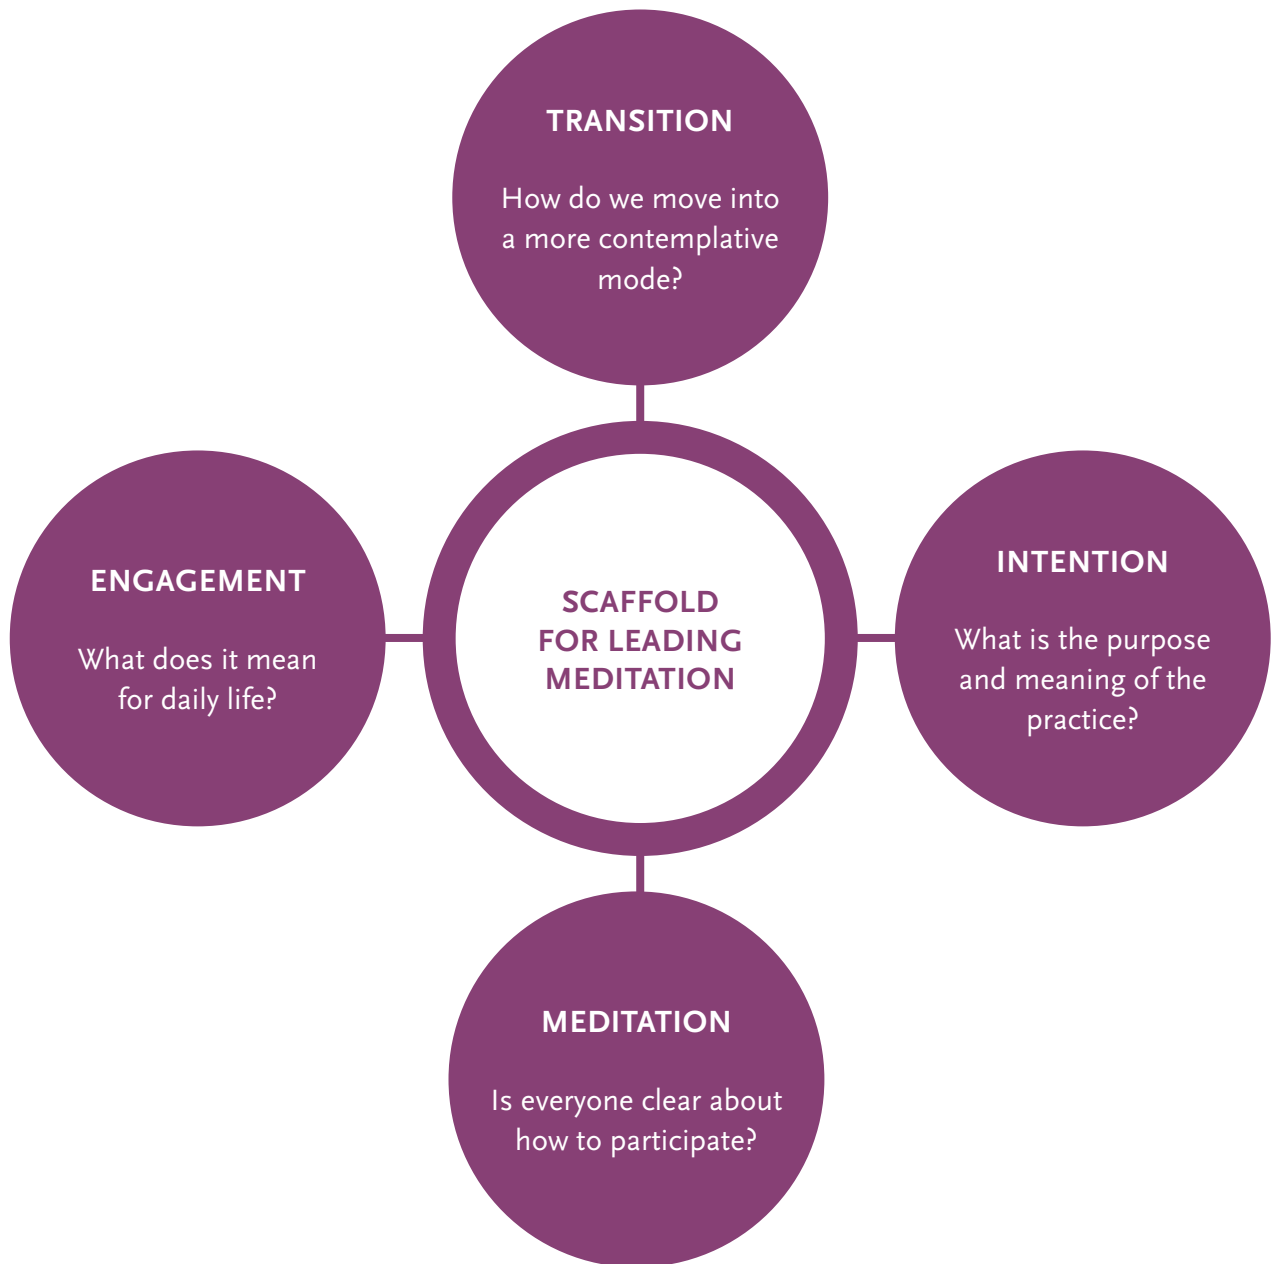 TRANSITION
How do we move into
a more contemplative
mode?
ENGAGEMENT
What does it mean
for daily life?
SCAFFOLD
FOR LEADING
MEDITATION
INTENTION
What is the purpose
and meaning of the
practice?
MEDITATION
Is everyone clear about
how to participate?